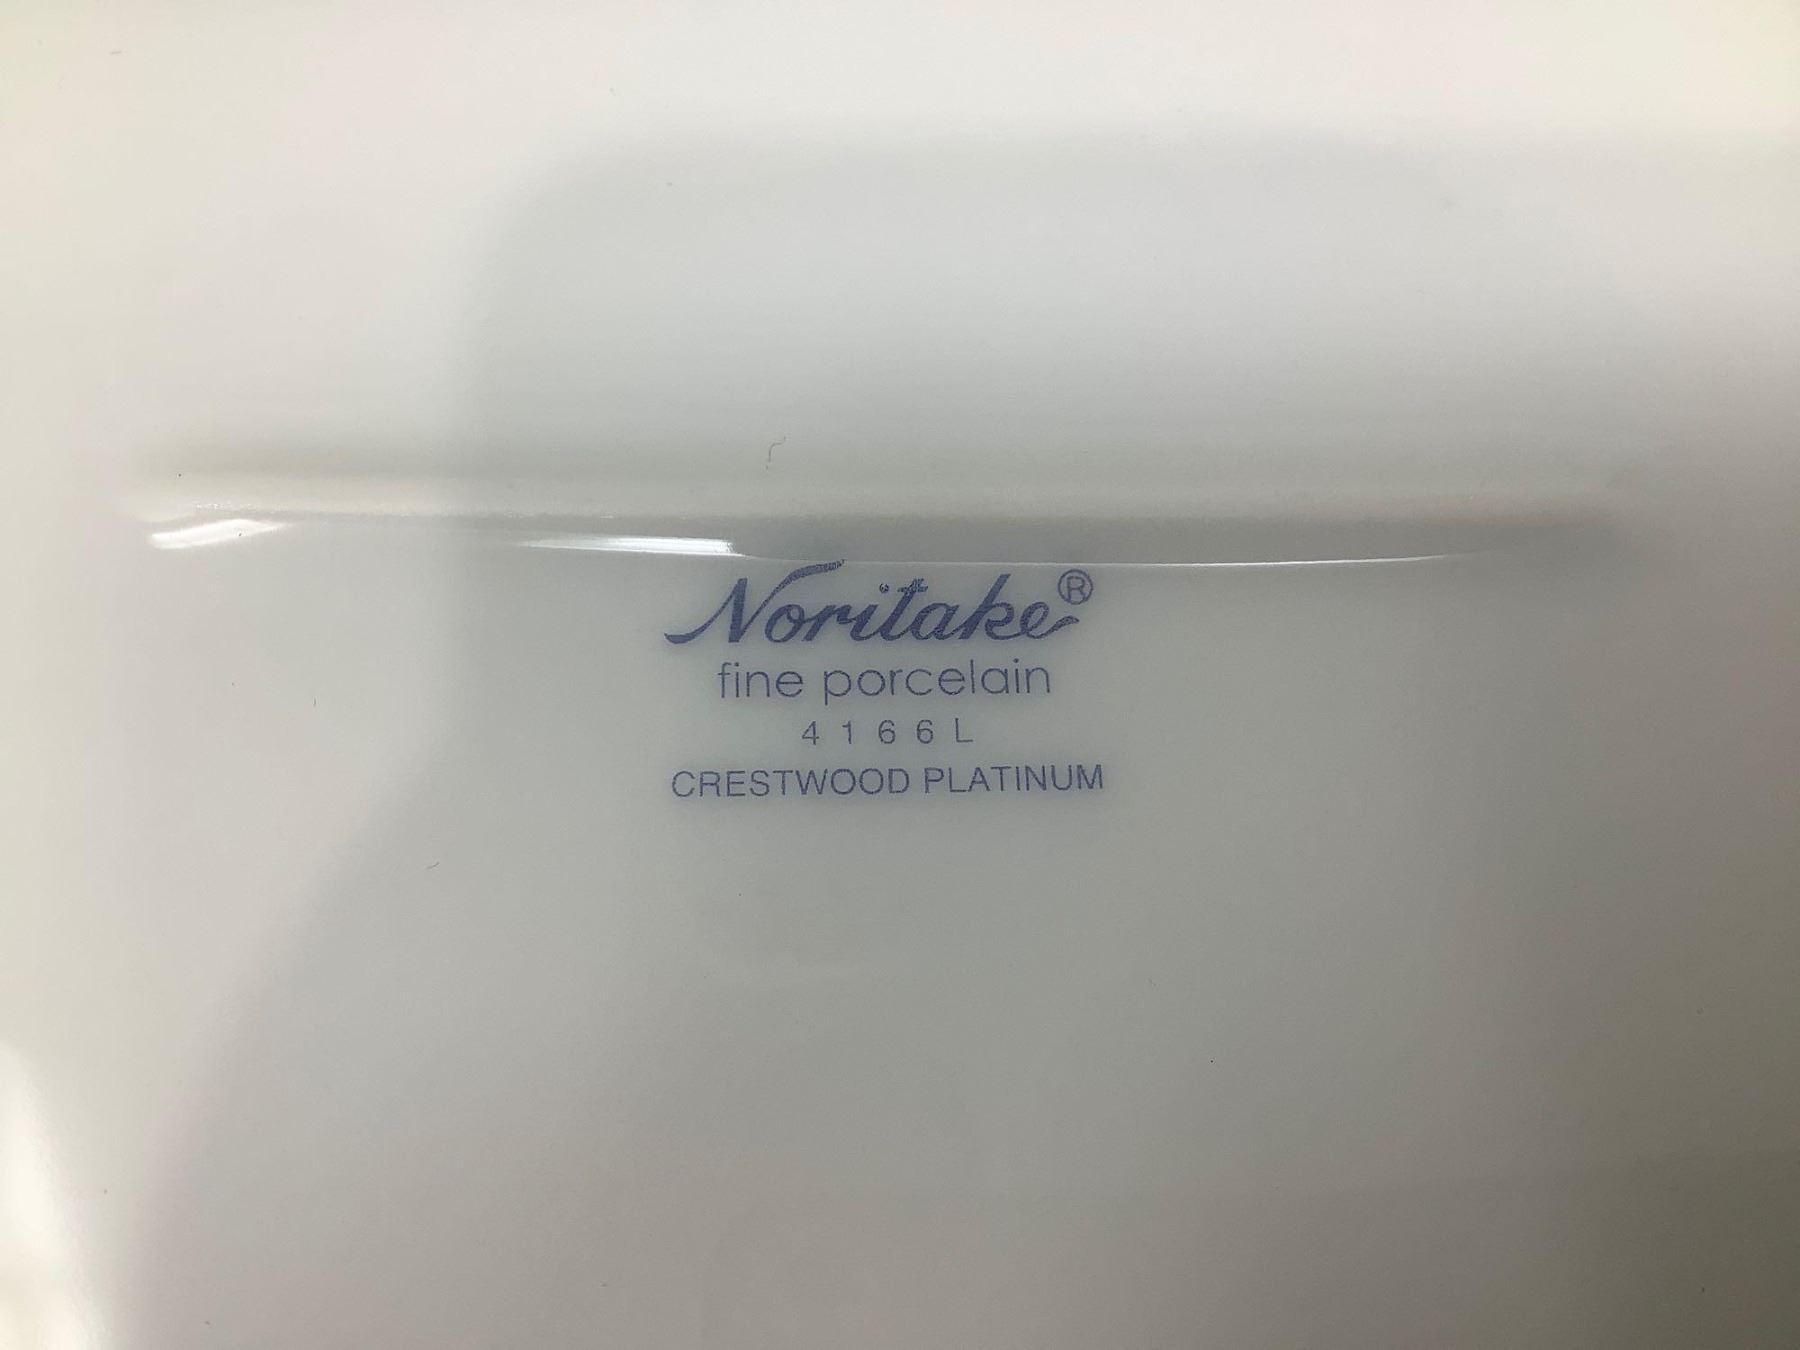 Noritake®
fine porcelain
4166L
CRESTWOOD PLATINUM